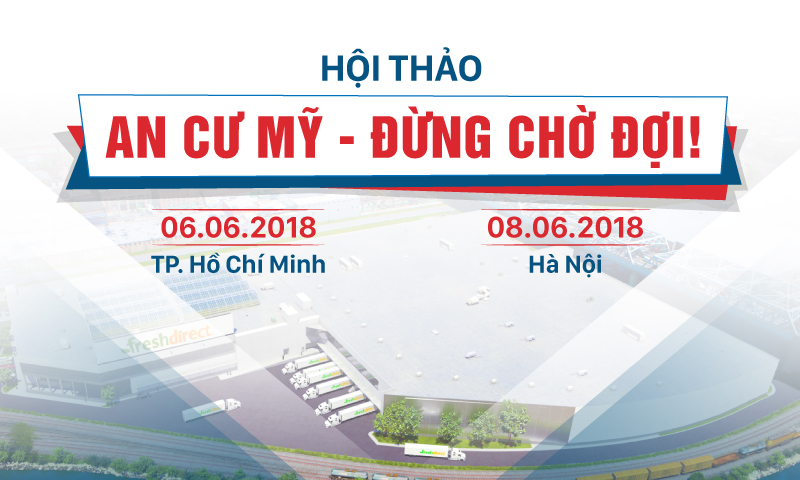 HỘI THẢO
AN CƯ MỸ - ĐỪNG CHỜ ĐỢI!
06.06.2018
08.06.2018
TP. Hồ Chí Minh
Hà Nội
freshdirect